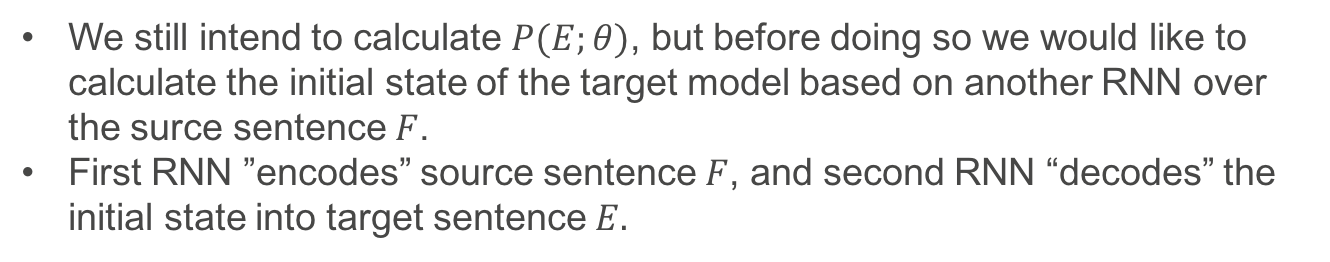 • We still intend to calculate P(E; θ), but before doing so we would like to
calculate the initial state of the target model based on another RNN over
the surce sentence F.
• First RNN ”encodes” source sentence F, and second RNN “decodes” the
initial state into target sentence E.